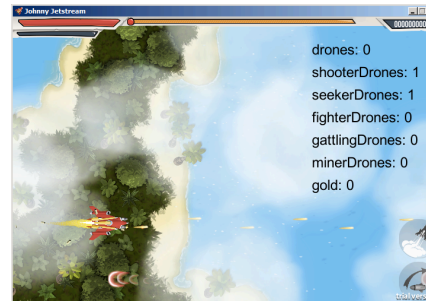 Johnny Jetstream
drones: 0
shooterDrones: 1
seekerDrones: 1
fighterDrones: 0
gattlingDrones: 0
minerDrones: 0
gold: 0